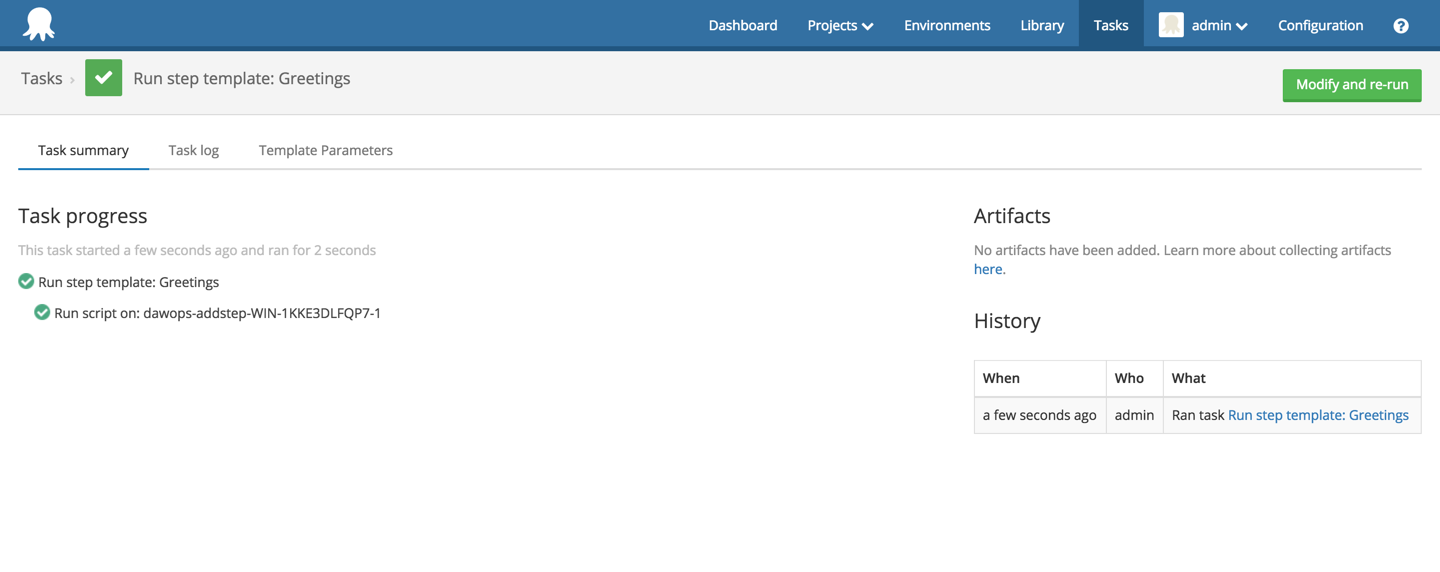 Dashboard Projects Environments Library Tasks admin Configuration ?
Tasks › Run step template: Greetings
Modify and re-run
Task summary Task log Template Parameters
Task progress
This task started a few seconds ago and ran for 2 seconds
Run step template: Greetings
Run script on: dawops-addstep-WIN-1KKE3DLFQP7-1
Artifacts
No artifacts have been added. Learn more about collecting artifacts
here.
History
When Who What
a few seconds ago admin Ran task Run step template: Greetings